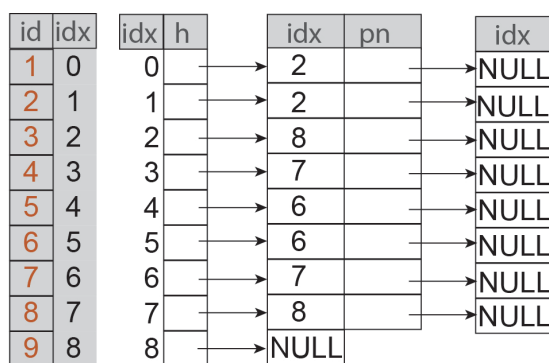 id idx idx h idx pn idx
1 0 0 2 NULL
2 1 1 2 NULL
3 2 2 8 NULL
4 3 3 7 NULL
5 4 4 6 NULL
6 5 5 6 NULL
7 6 6 7 NULL
8 7 7 8 NULL
9 8 8 NULL